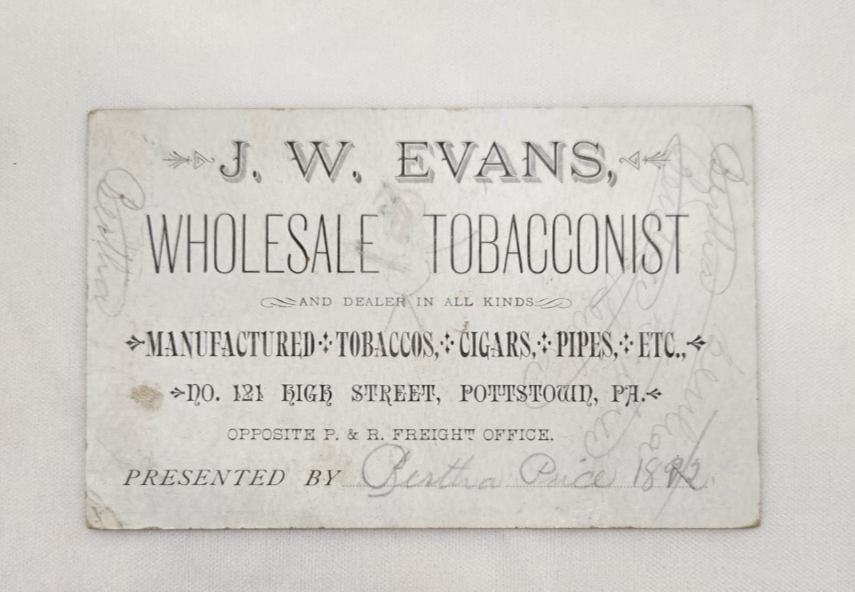 J. W. EVANS,
WHOLESALE TOBACCONIST
AND DEALER IN ALL KINDS
MANUFACTURED TOBACCOS, CIGARS, PIPES, ETC.,
NO. 121 HIGH STREET, POTTSTOWN, PA.
OPPOSITE P. & R. FREIGHT OFFICE.
PRESENTED BY Bertha Price 1892
Bertha